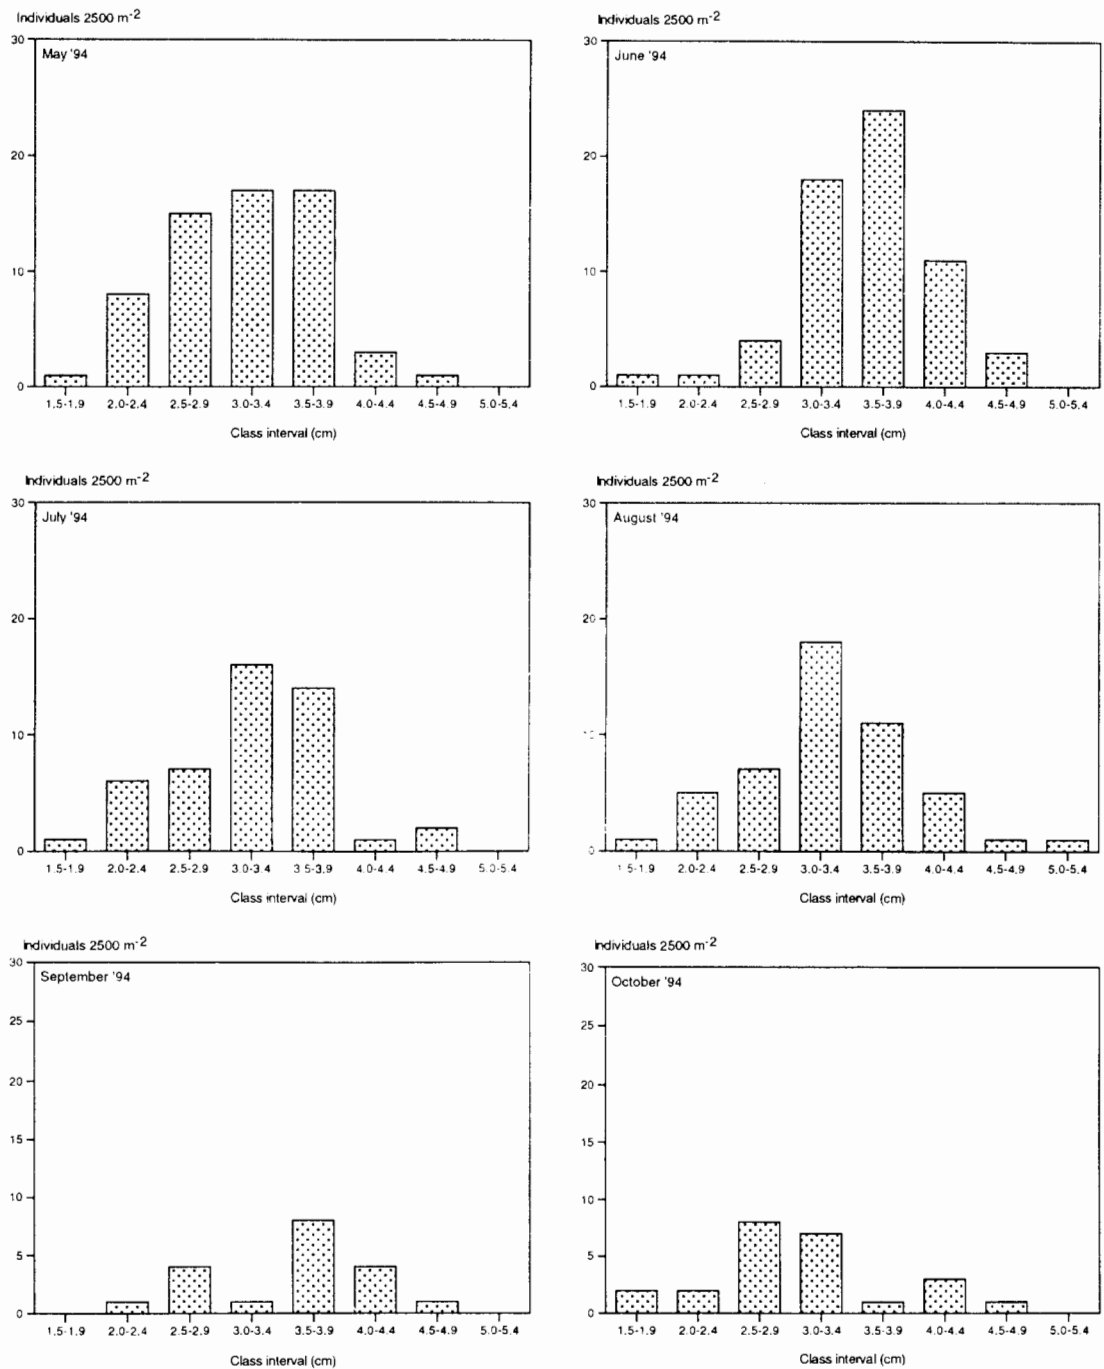 Individuals 2500 m-2
30
May '94
20
10
0
1.5-1.9 2.0-2.4 2.5-2.9 3.0-3.4 3.5-3.9 4.0-4.4 4.5-4.9 5.0-5.4
Class interval (cm)
Individuals 2500 m-2
30
June '94
20
10
0
1.5-1.9 2.0-2.4 2.5-2.9 3.0-3.4 3.5-3.9 4.0-4.4 4.5-4.9 5.0-5.4
Class interval (cm)
Individuals 2500 m-2
30
July '94
20
10
0
1.5-1.9 2.0-2.4 2.5-2.9 3.0-3.4 3.5-3.9 4.0-4.4 4.5-4.9 5.0-5.4
Class interval (cm)
Individuals 2500 m-2
30
August '94
20
10
0
1.5-1.9 2.0-2.4 2.5-2.9 3.0-3.4 3.5-3.9 4.0-4.4 4.5-4.9 5.0-5.4
Class interval (cm)
Individuals 2500 m-2
30
September '94
25
20
15
10
5
0
1.5-1.9 2.0-2.4 2.5-2.9 3.0-3.4 3.5-3.9 4.0-4.4 4.5-4.9 5.0-5.4
Class interval (cm)
Individuals 2500 m-2
30
October '94
25
20
15
10
5
0
1.5-1.9 2.0-2.4 2.5-2.9 3.0-3.4 3.5-3.9 4.0-4.4 4.5-4.9 5.0-5.4
Class interval (cm)